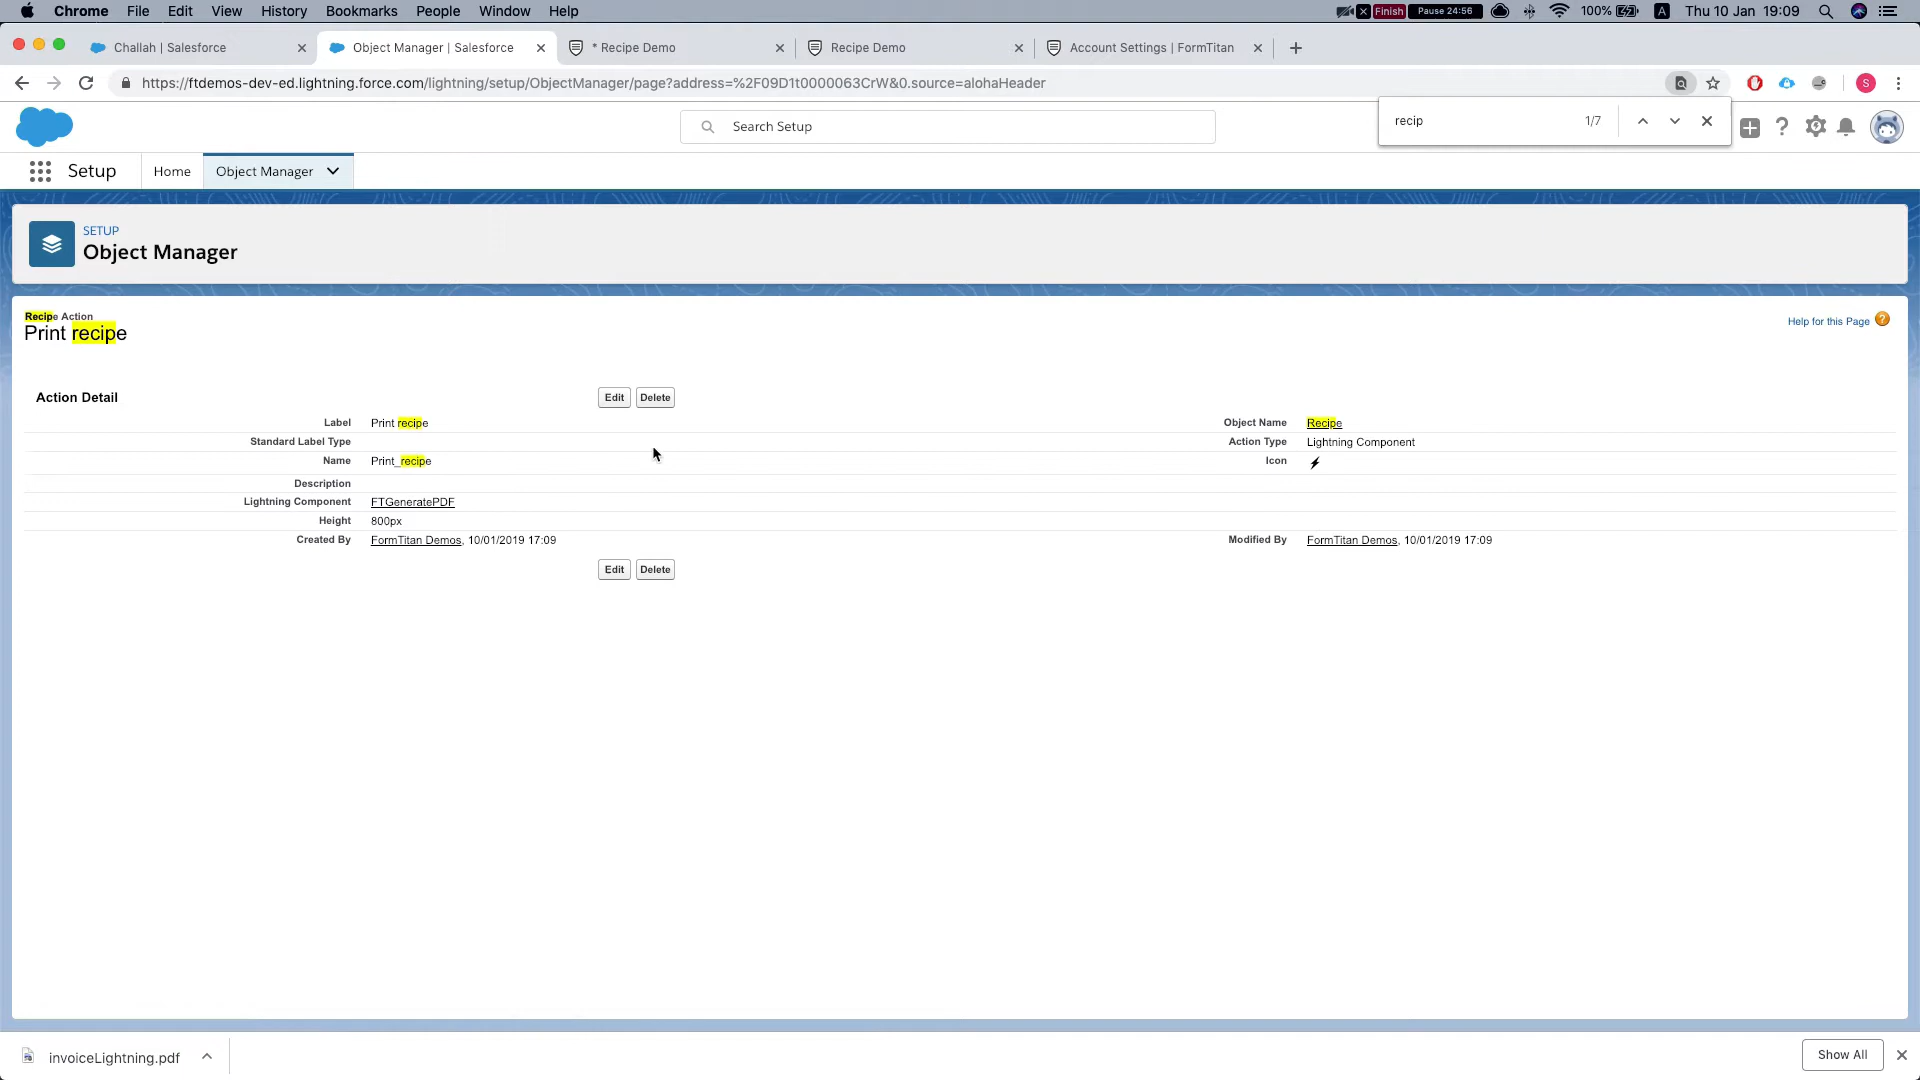 Chrome File Edit View History Bookmarks People Window Help Finish Pause 24:56 100% A Thu 10 Jan 19:09
Challah | Salesforce Object Manager | Salesforce * Recipe Demo Recipe Demo Account Settings | FormTitan
https://ftdemos-dev-ed.lightning.force.com/lightning/setup/ObjectManager/page?address=%2F09D1t0000063CrW&0.source=alohaHeader S
Search Setup
recip 1/7
Setup Home Object Manager
SETUP
Object Manager
Recipe Action
Print recipe
Help for this Page ?
Action Detail Edit Delete
Label Print recipe Object Name Recipe
Standard Label Type Action Type Lightning Component
Name Print_recipe Icon
Description
Lightning Component FTGeneratePDF
Height 800px
Created By FormTitan Demos, 10/01/2019 17:09 Modified By FormTitan Demos, 10/01/2019 17:09
Edit Delete
invoiceLightning.pdf Show All